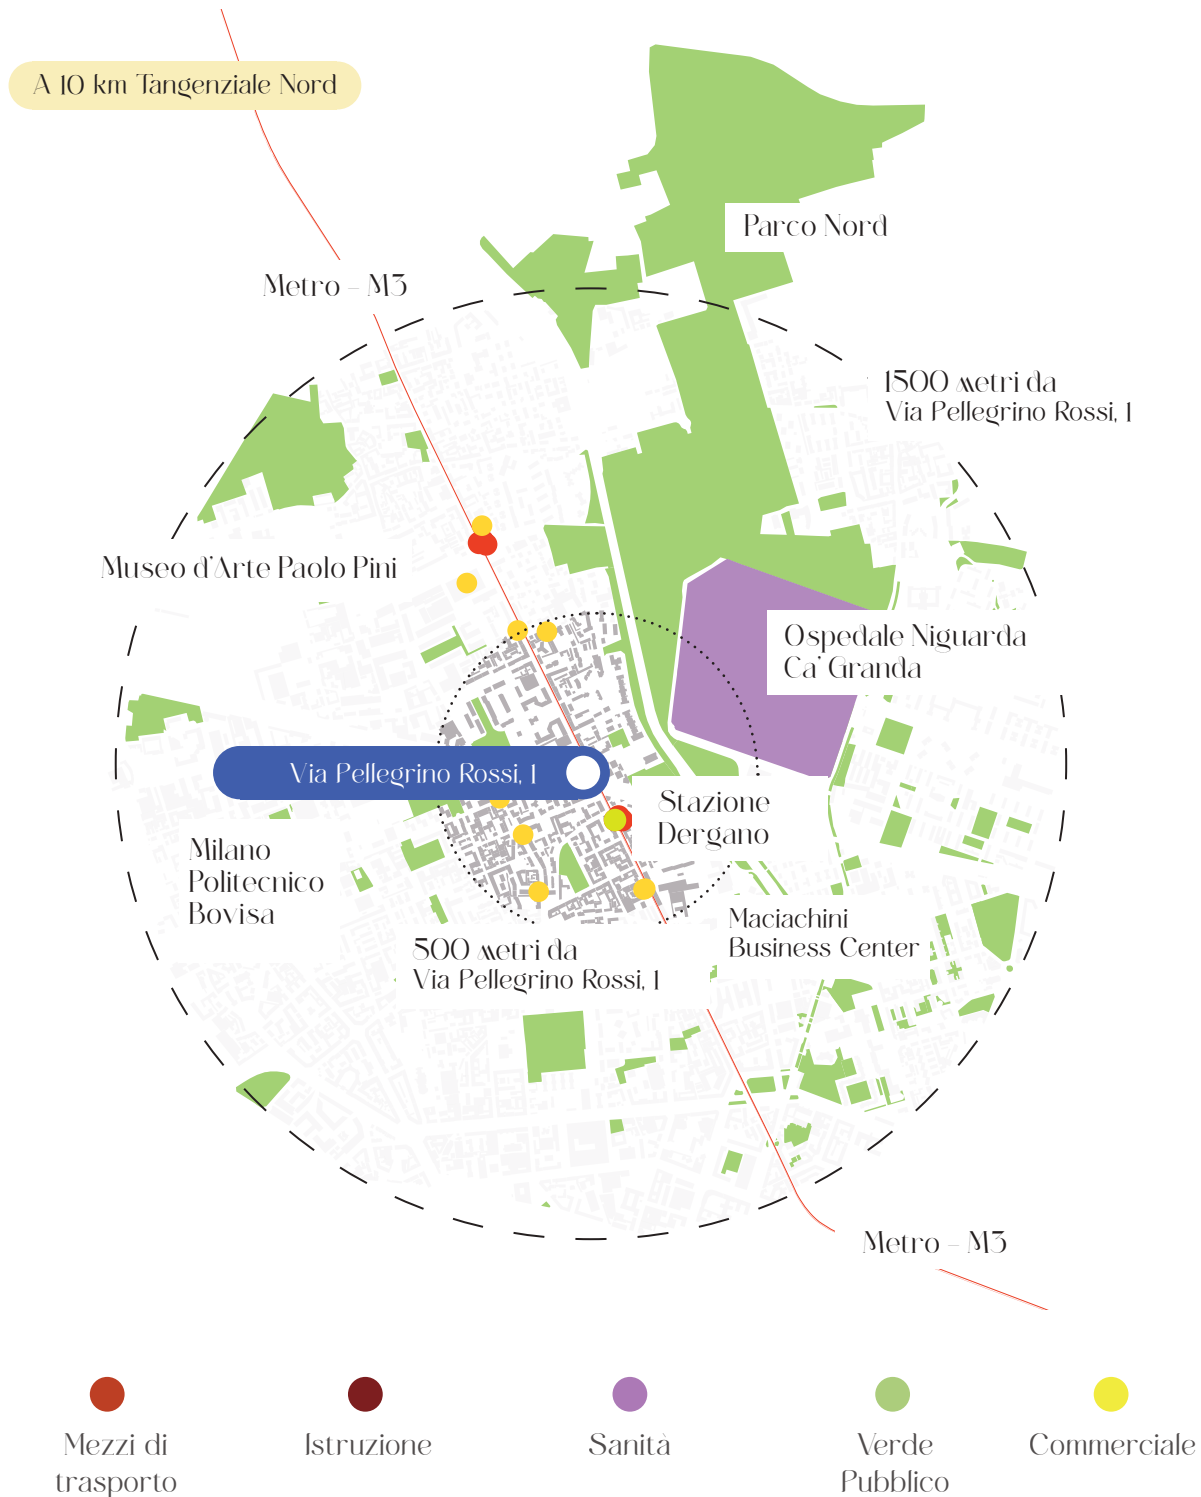 A 10 km Tangenziale Nord
Parco Nord
Metro – M3
1500 metri da
Via Pellegrino Rossi, 1
Museo d'Arte Paolo Pini
Ospedale Niguarda
Ca' Granda
Via Pellegrino Rossi, 1
Stazione
Dergano
Milano
Politecnico
Bovisa
Maciachini
Business Center
500 metri da
Via Pellegrino Rossi, 1
Metro – M3
Mezzi di
trasporto
Istruzione
Sanità
Verde
Pubblico
Commerciale